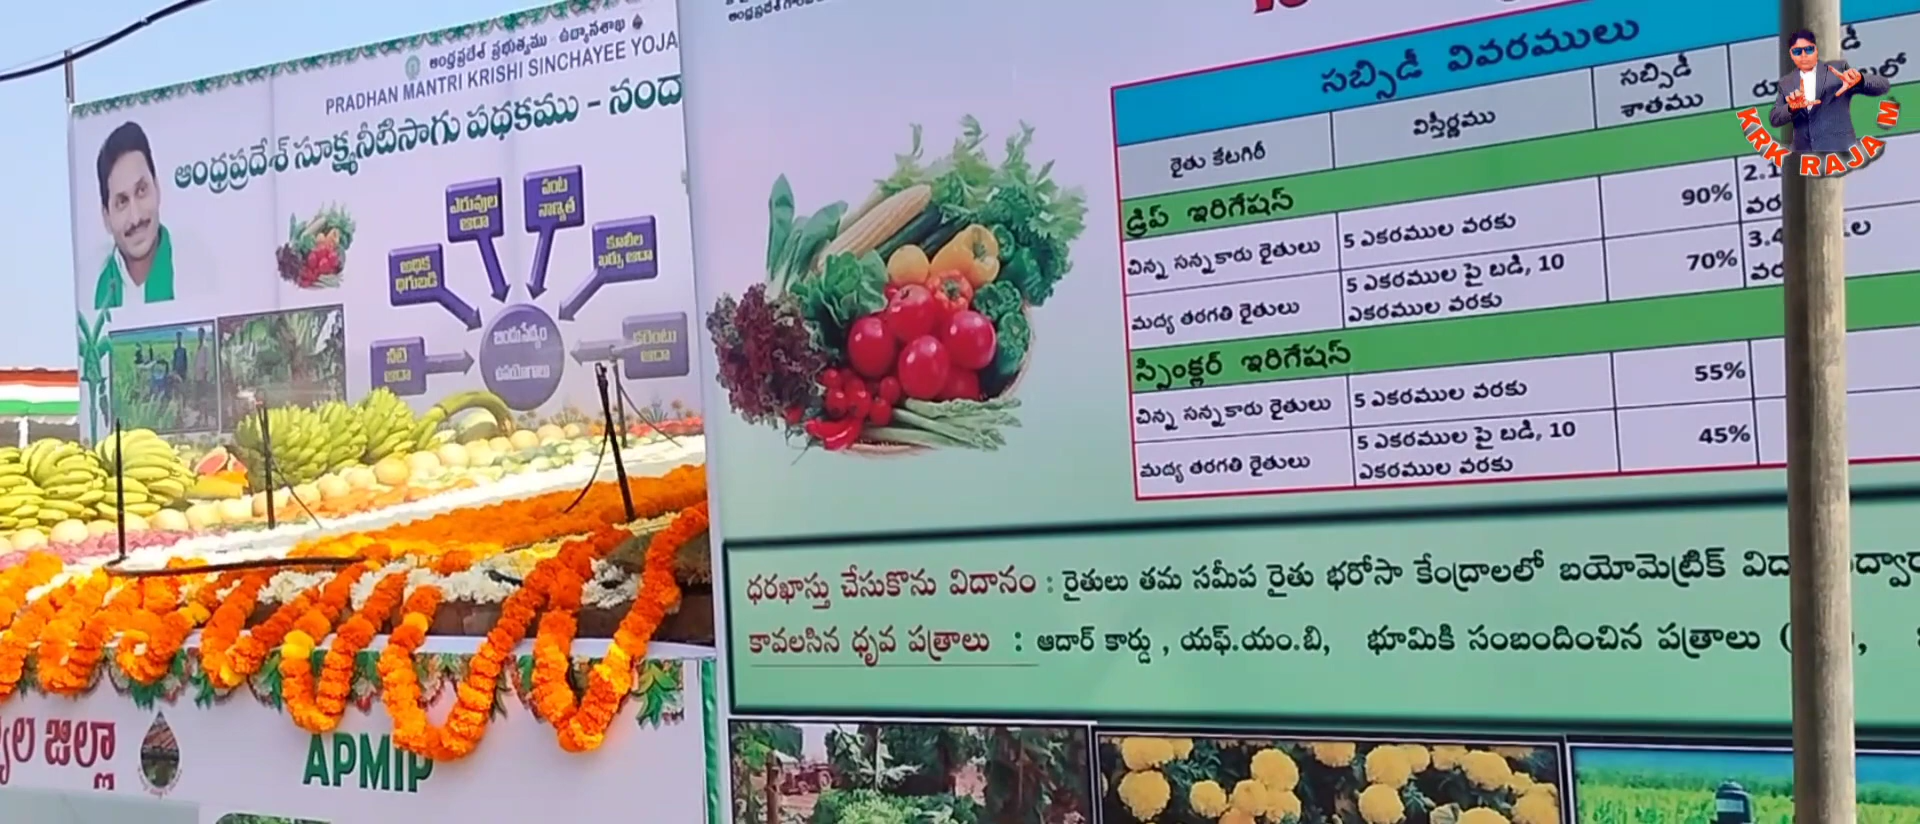 ఆంధ్రప్రదేశ్ ప్రభుత్వము ఉద్యానశాఖ
PRADHAN MANTRI KRISHI SINCHAYEE YOJA
ఆంధ్రప్రదేశ్ సూక్ష్మనీటిసాగు పథకము - నంద్యా
ఎరువుల ఆదా
పంట నాణ్యత
అధిక దిగుబడి
కూలీల ఖర్చు ఆదా
నీటి ఆదా
బిందుసేద్యం ఉపయోగాలు
కరెంటు ఆదా
జిల్లా
APMIP
సబ్సిడీ వివరములు
రైతు కేటగిరీ విస్తీర్ణము సబ్సిడీ శాతము
డ్రిప్ ఇరిగేషన్
చిన్న సన్నకారు రైతులు 5 ఎకరముల వరకు 90%
మద్య తరగతి రైతులు 5 ఎకరముల పై బడి, 10 ఎకరముల వరకు 70%
స్పింక్లర్ ఇరిగేషన్
చిన్న సన్నకారు రైతులు 5 ఎకరముల వరకు 55%
మద్య తరగతి రైతులు 5 ఎకరముల పై బడి, 10 ఎకరముల వరకు 45%
ధరఖాస్తు చేసుకొను విదానం : రైతులు తమ సమీప రైతు భరోసా కేంద్రాలలో బయోమెట్రిక్
కావలసిన ధృవ పత్రాలు : ఆదార్ కార్డు , యఫ్.యం.బి, భూమికి సంబందించిన పత్రాలు
KRK RAJA M